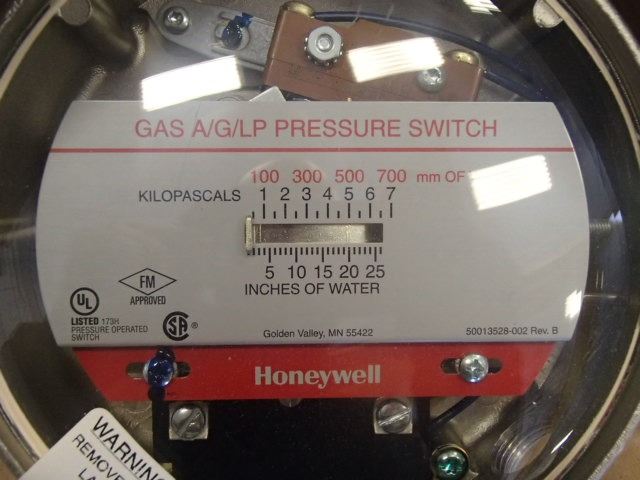 GAS A/G/LP PRESSURE SWITCH
100 300 500 700 mm OF
KILOPASCALS 1 2 3 4 5 6 7
5 10 15 20 25
INCHES OF WATER
FM
APPROVED
UL
LISTED 173H
PRESSURE OPERATED
SWITCH
SA ®
Golden Valley, MN 55422
50013528-002 Rev. B
Honeywell
WARNING
REMOVE